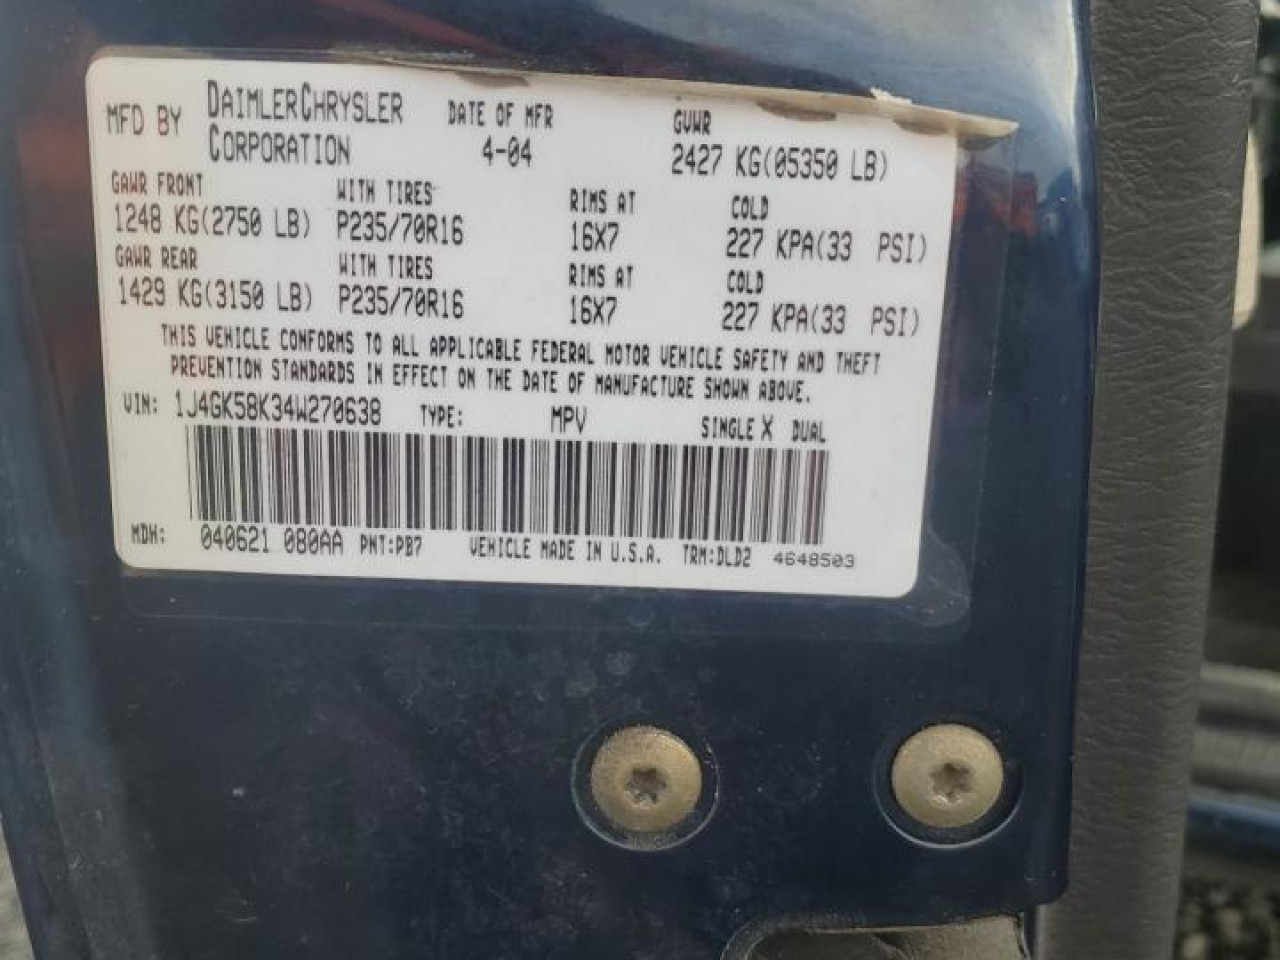 MFD BY DAIMLERCHRYSLER CORPORATION DATE OF MFR 4-04 GVWR 2427 KG(05350 LB)
GAWR FRONT WITH TIRES RIMS AT COLD
1248 KG(2750 LB) P235/70R16 16X7 227 KPA(33 PSI)
GAWR REAR WITH TIRES RIMS AT COLD
1429 KG(3150 LB) P235/70R16 16X7 227 KPA(33 PSI)
THIS VEHICLE CONFORMS TO ALL APPLICABLE FEDERAL MOTOR VEHICLE SAFETY AND THEFT
PREVENTION STANDARDS IN EFFECT ON THE DATE OF MANUFACTURE SHOWN ABOVE.
VIN: 1J4GK58K34W270638 TYPE: MPV SINGLE X DUAL
MDH: 040621 080AA PNT:PB7 VEHICLE MADE IN U.S.A. TRM:DLD2 4648503